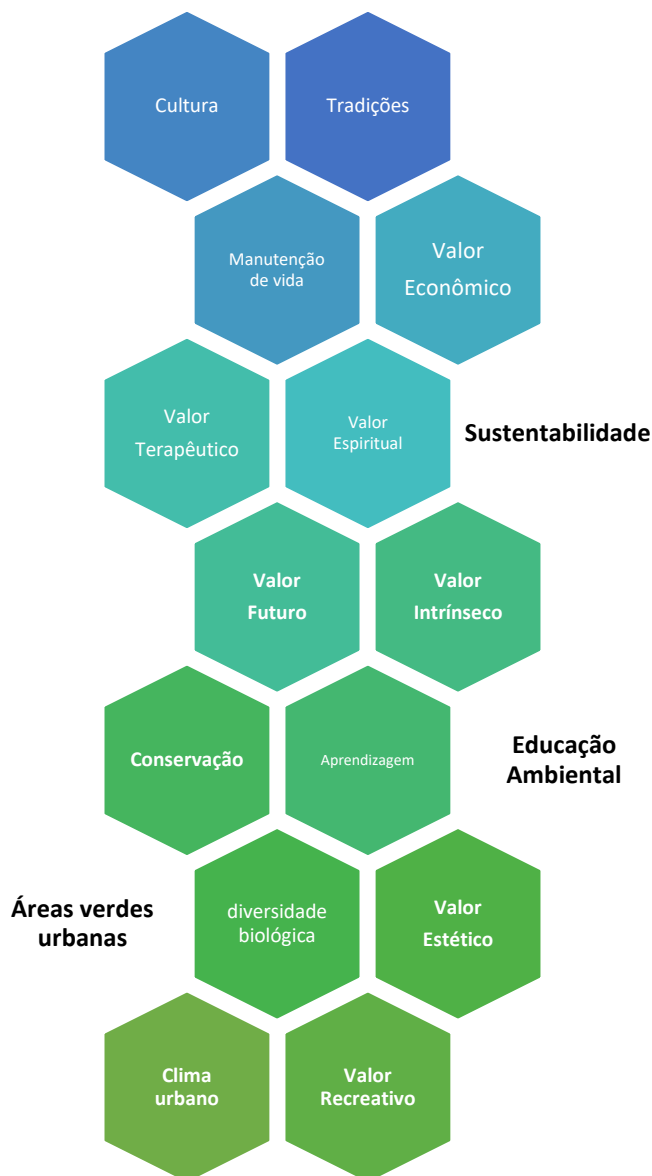 Cultura
Tradições
Manutenção
de vida
Valor
Econômico
Valor
Terapêutico
Valor
Espiritual
Sustentabilidade
Valor
Futuro
Valor
Intrínseco
Conservação
Aprendizagem
Educação
Ambiental
Áreas verdes
urbanas
diversidade
biológica
Valor
Estético
Clima
urbano
Valor
Recreativo